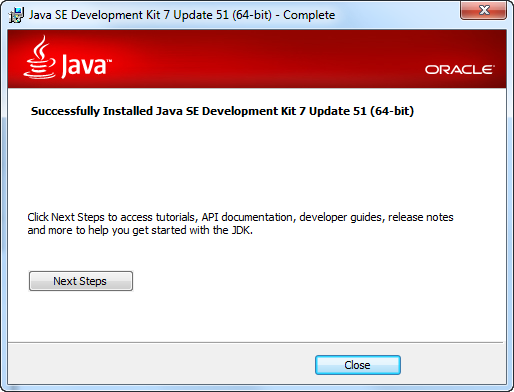 Java SE Development Kit 7 Update 51 (64-bit) - Complete
Java™
ORACLE®
Successfully Installed Java SE Development Kit 7 Update 51 (64-bit)
Click Next Steps to access tutorials, API documentation, developer guides, release notes
and more to help you get started with the JDK.
Next Steps
Close